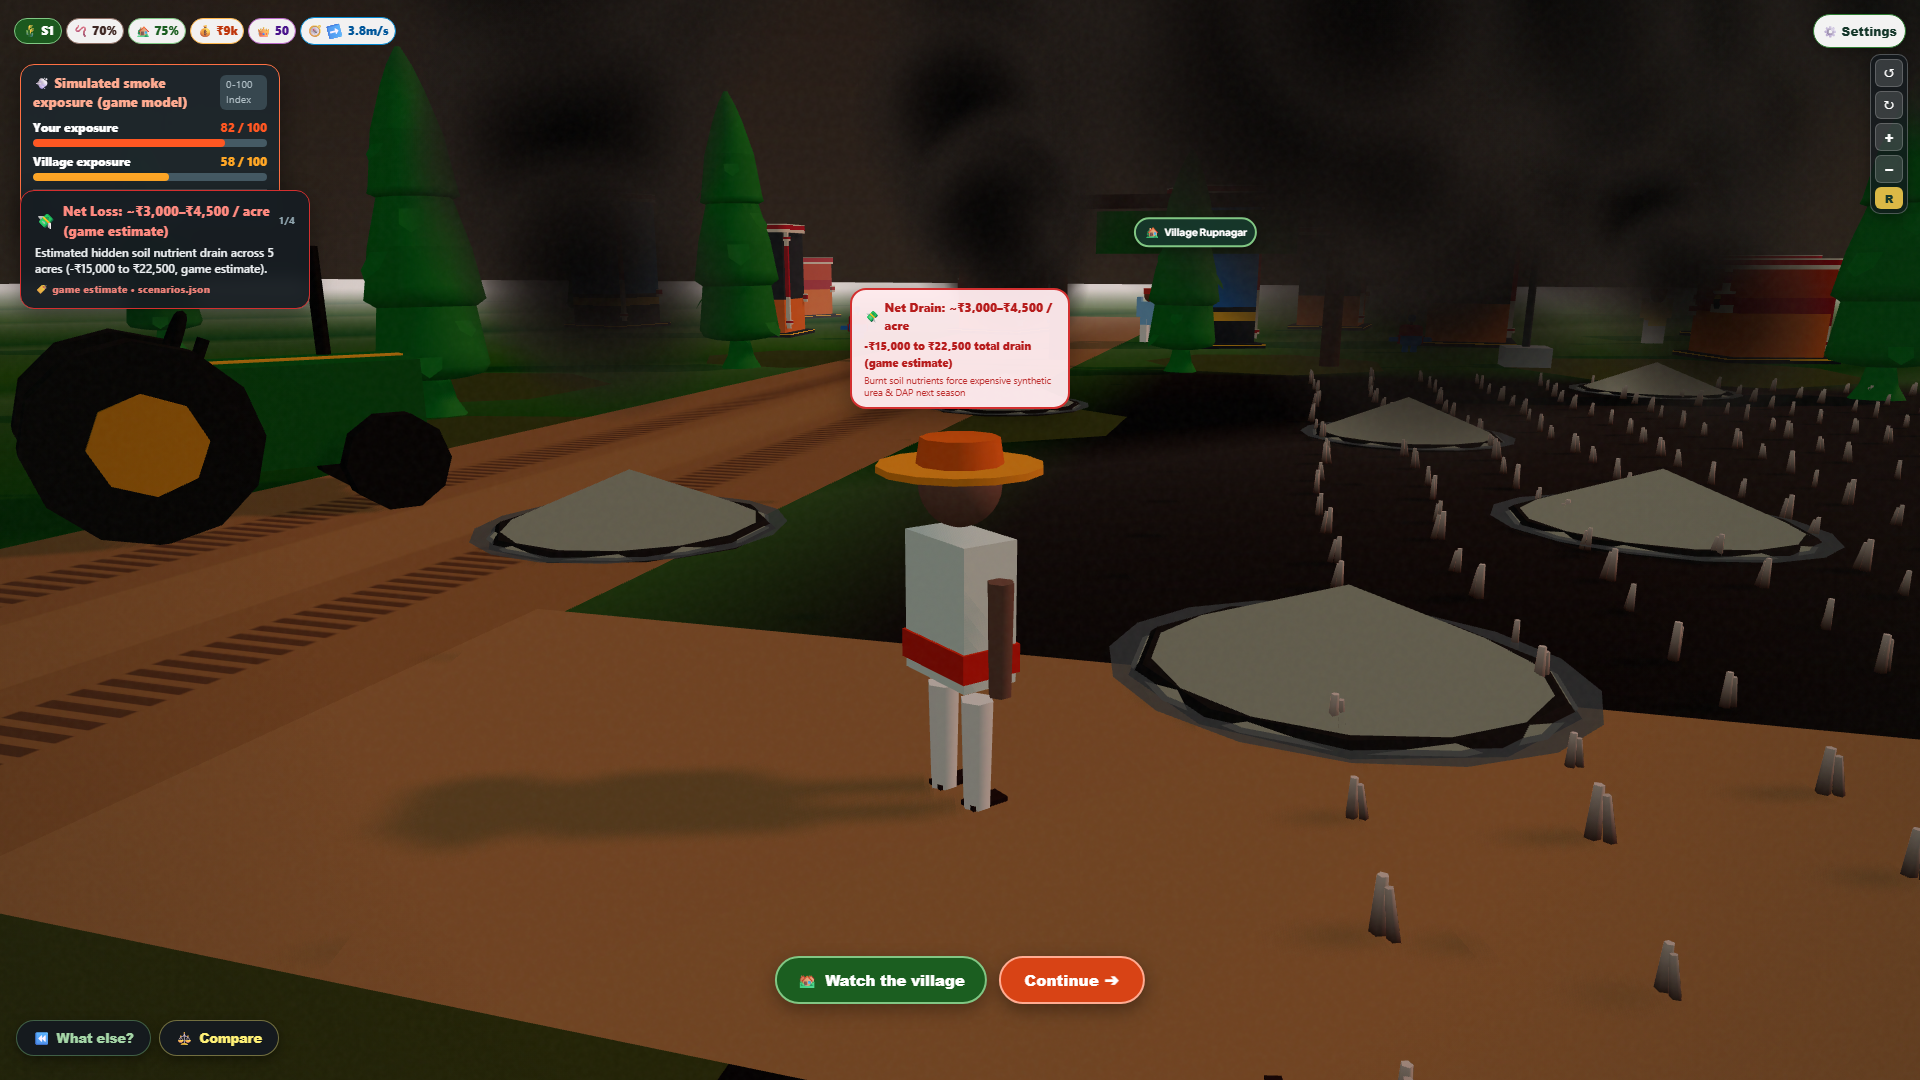 S1
70%
75%
₹9k
50
3.8m/s
Settings
Simulated smoke
exposure (game model)
0-100
Index
Your exposure
82 / 100
Village exposure
58 / 100
Net Loss: ~₹3,000–₹4,500 / acre
(game estimate)
1/4
Estimated hidden soil nutrient drain across 5
acres (-₹15,000 to ₹22,500, game estimate).
game estimate • scenarios.json
Village Rupnagar
Net Drain: ~₹3,000–₹4,500 /
acre
-₹15,000 to ₹22,500 total drain
(game estimate)
Burnt soil nutrients force expensive synthetic
urea & DAP next season
↺
↻
+
−
R
Watch the village
Continue ➔
What else?
Compare